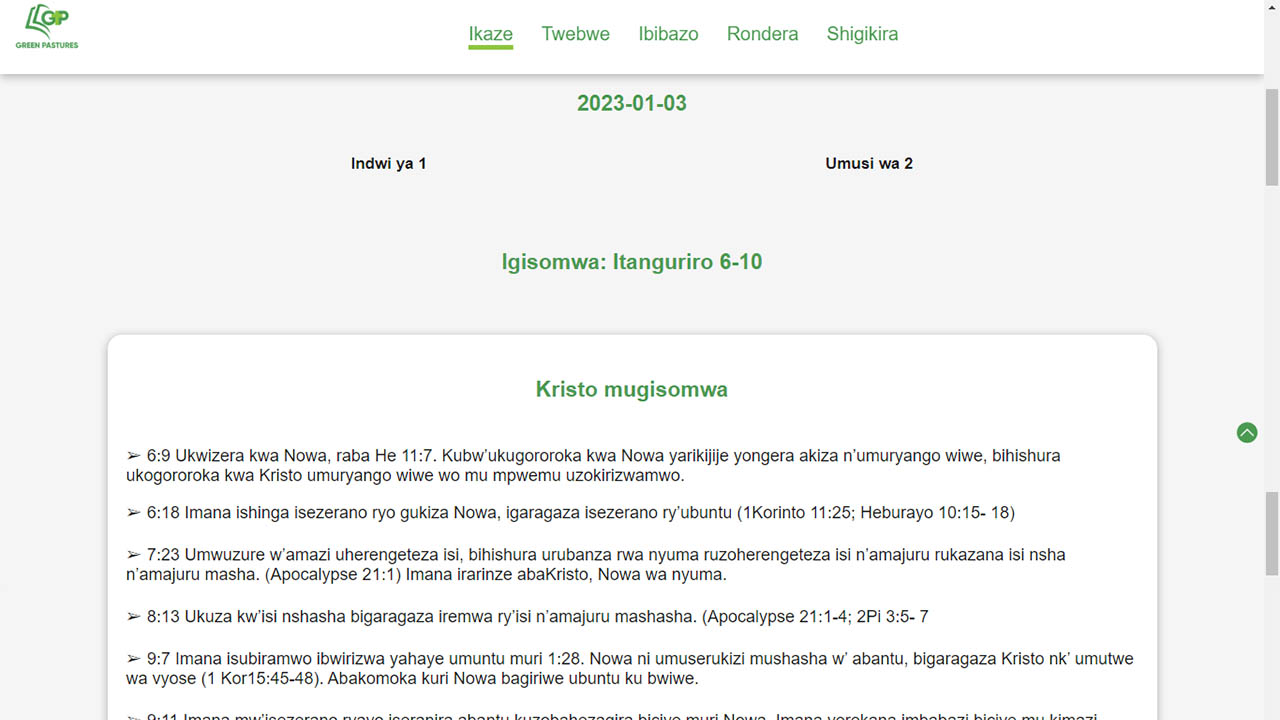 GP
GREEN PASTURES
Ikaze Twebwe Ibibazo Rondera Shigikira
2023-01-03
Indwi ya 1 Umusi wa 2
Igisomwa: Itanguriro 6-10
Kristo mugisomwa
➢ 6:9 Ukwizera kwa Nowa, raba He 11:7. Kubw’ukugororoka kwa Nowa yarikijije yongera akiza n’umuryango wiwe, bihishura
ukogororoka kwa Kristo umuryango wiwe wo mu mpwemu uzokirizwamwo.
➢ 6:18 Imana ishinga isezerano ryo gukiza Nowa, igaragaza isezerano ry’ubuntu (1Korinto 11:25; Heburayo 10:15- 18)
➢ 7:23 Umwuzure w’amazi uherengeteza isi, bihishura urubanza rwa nyuma ruzoherengeteza isi n’amajuru rukazana isi nsha
n’amajuru masha. (Apocalypse 21:1) Imana irarinze abaKristo, Nowa wa nyuma.
➢ 8:13 Ukuza kw’isi nshasha bigaragaza iremwa ry’isi n’amajuru mashasha. (Apocalypse 21:1-4; 2Pi 3:5- 7
➢ 9:7 Imana isubiramwo ibwirizwa yahaye umuntu muri 1:28. Nowa ni umuserukizi mushasha w’ abantu, bigaragaza Kristo nk’ umutwe
wa vyose (1 Kor15:45-48). Abakomoka kuri Nowa bagiriwe ubuntu ku bwiwe.
➢ 9:11 Imana mw’isezerano ryayo